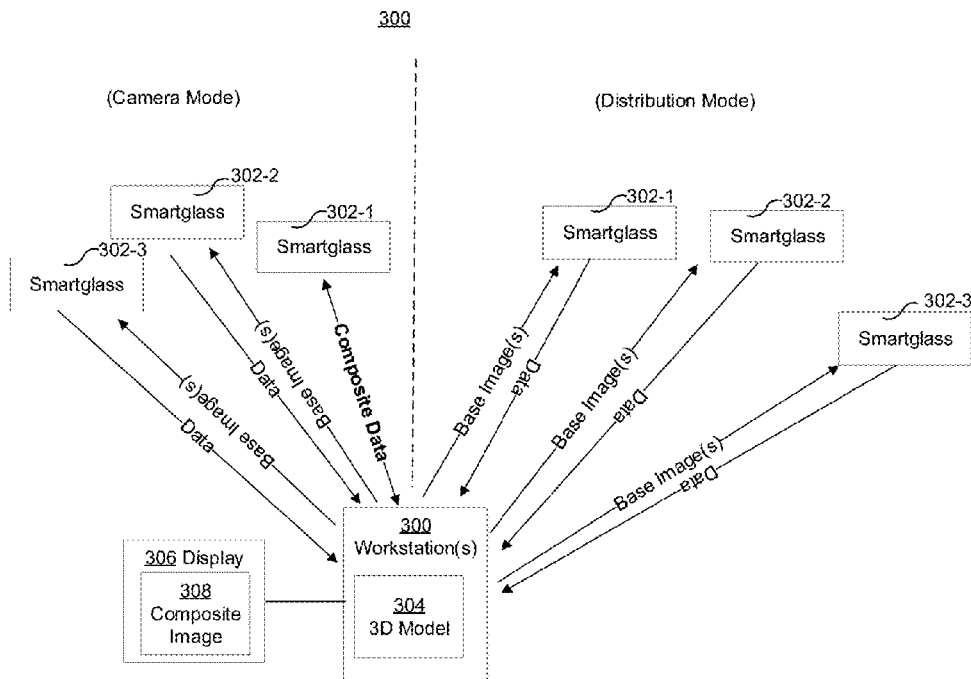 300
(Camera Mode)
(Distribution Mode)
302-2
Smartglass
302-1
Smartglass
302-3
Smartglass
302-1
Smartglass
302-2
Smartglass
302-3
Smartglass
Base Image(s)
Data
Base Image(s)
Data
Composite Data
Base Image(s)
Data
Base Image(s)
Data
Base Image(s)
Data
300
Workstation(s)
304
3D Model
306 Display
308
Composite
Image